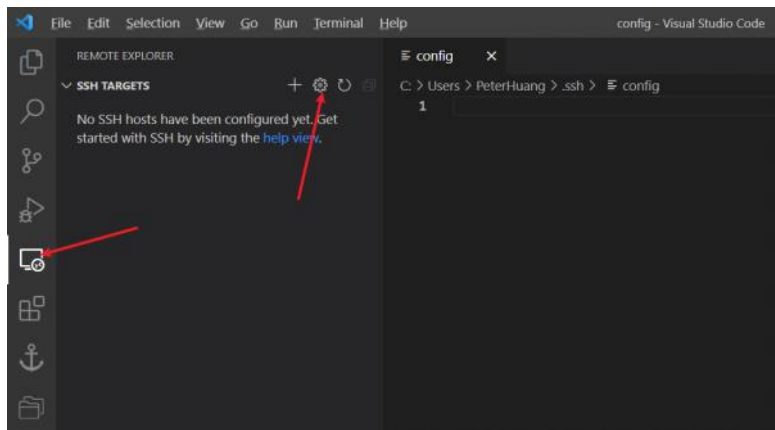 File Edit Selection View Go Run Terminal Help config - Visual Studio Code
REMOTE EXPLORER
SSH TARGETS
No SSH hosts have been configured yet. Get
started with SSH by visiting the help view.
config
C: > Users > PeterHuang > .ssh > config
1